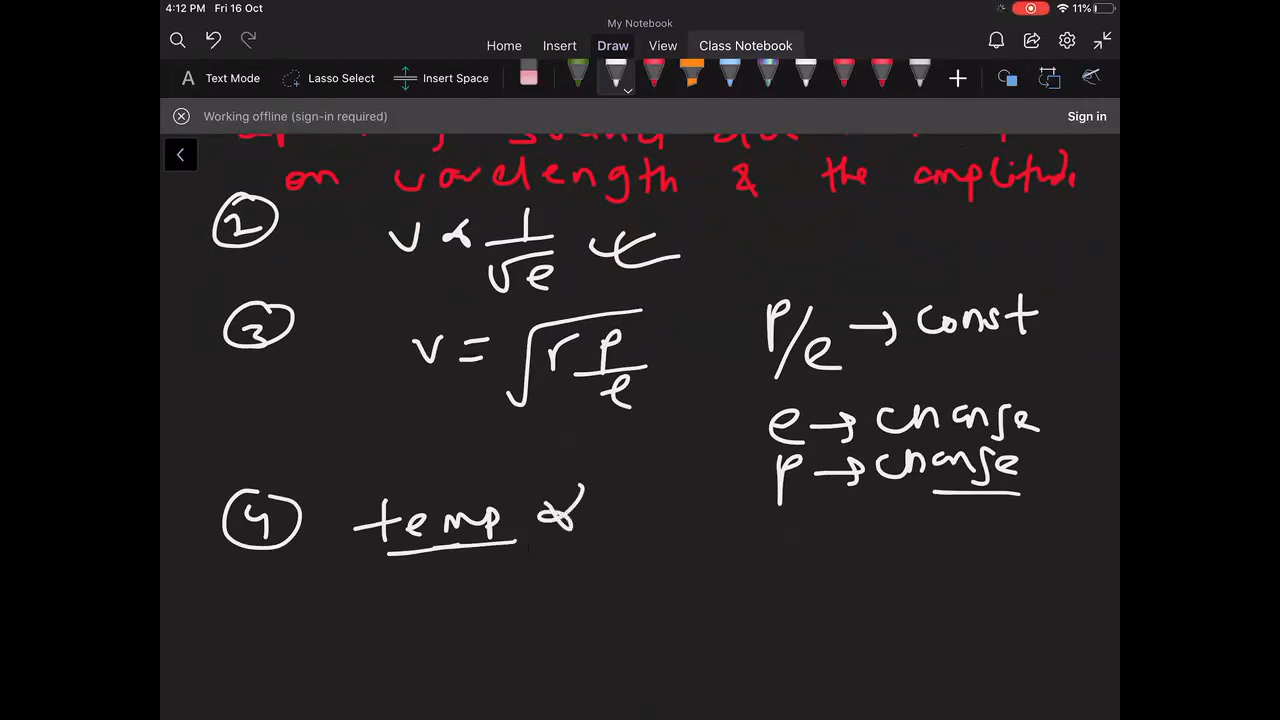 4:12 PM Fri 16 Oct
11%
My Notebook
Home Insert Draw View Class Notebook
Text Mode Lasso Select Insert Space
Working offline (sign-in required) Sign in
sound
on wavelength & the amplitude
② v ∝ 1/√e
③ v = √(r P/e)
P/e → const
e → change
P → change
④ temp ∝